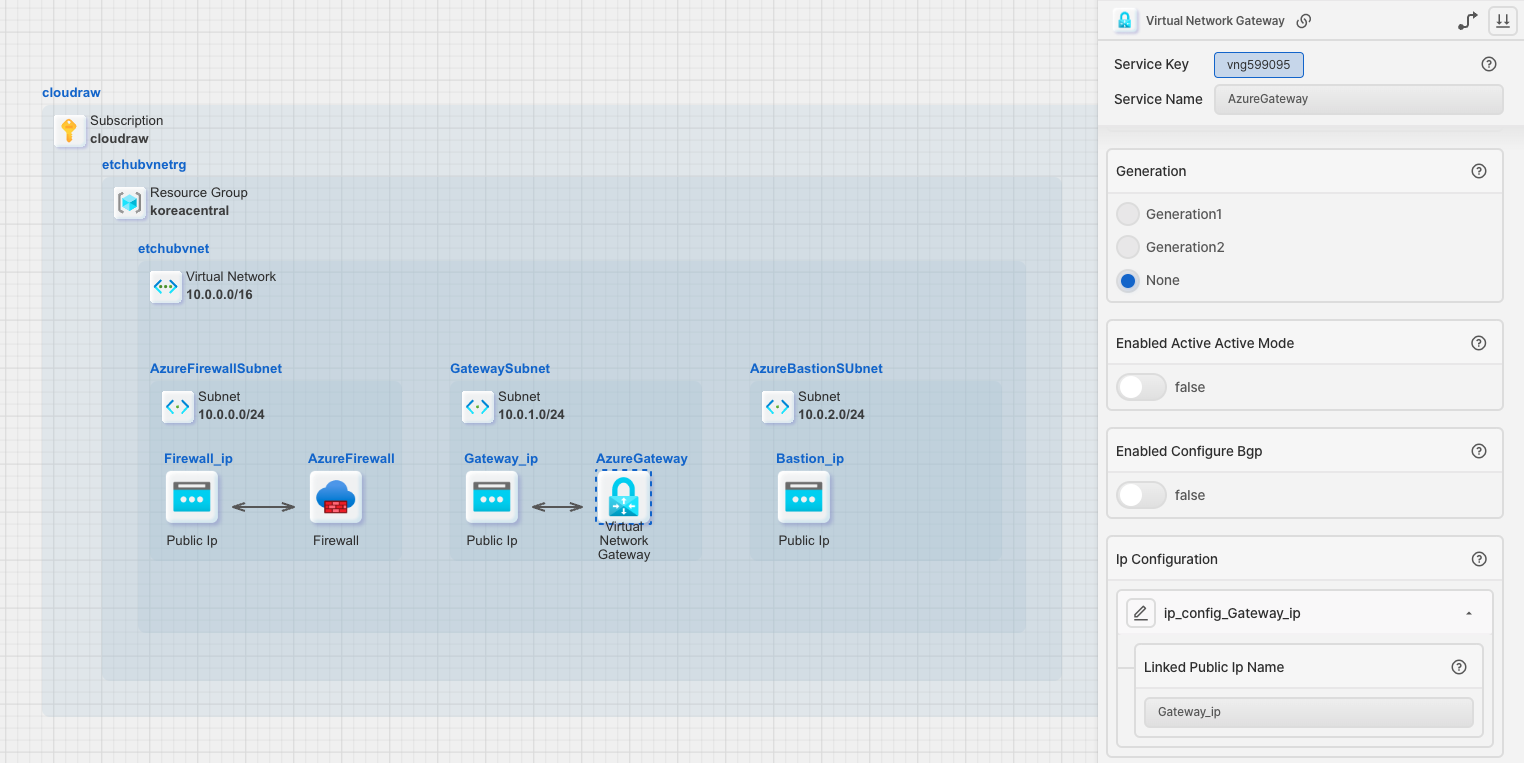 cloudraw
Subscription
cloudraw
etchubvnetrg
Resource Group
koreacentral
etchubvnet
Virtual Network
10.0.0.0/16
AzureFirewallSubnet
Subnet
10.0.0.0/24
Firewall_ip
Public Ip
AzureFirewall
Firewall
GatewaySubnet
Subnet
10.0.1.0/24
Gateway_ip
Public Ip
AzureGateway
Virtual
Network
Gateway
AzureBastionSUbnet
Subnet
10.0.2.0/24
Bastion_ip
Public Ip
Virtual Network Gateway
Service Key
vng599095
Service Name
AzureGateway
Generation
Generation1
Generation2
None
Enabled Active Active Mode
false
Enabled Configure Bgp
false
Ip Configuration
ip_config_Gateway_ip
Linked Public Ip Name
Gateway_ip